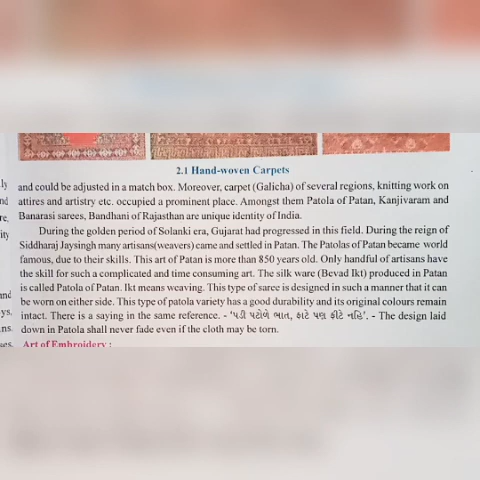 2.1 Hand-woven Carpets
ly
and could be adjusted in a match box. Moreover, carpet (Galicha) of several regions, knitting work on
nd
attires and artistry etc. occupied a prominent place. Amongst them Patola of Patan, Kanjivaram and
re,
Banarasi sarees, Bandhani of Rajasthan are unique identity of India.
ity
During the golden period of Solanki era, Gujarat had progressed in this field. During the reign of
Siddharaj Jaysingh many artisans(weavers) came and settled in Patan. The Patolas of Patan became world
famous, due to their skills. This art of Patan is more than 850 years old. Only handful of artisans have
the skill for such a complicated and time consuming art. The silk ware (Bevad Ikt) produced in Patan
is called Patola of Patan. Ikt means weaving. This type of saree is designed in such a manner that it can
and
be worn on either side. This type of patola variety has a good durability and its original colours remain
ys,
intact. There is a saying in the same reference. - 'પડી પટોળે ભાત, ફાટે પણ ફીટે નહિ'. - The design laid
ns.
down in Patola shall never fade even if the cloth may be torn.
ues,
Art of Embroidery :